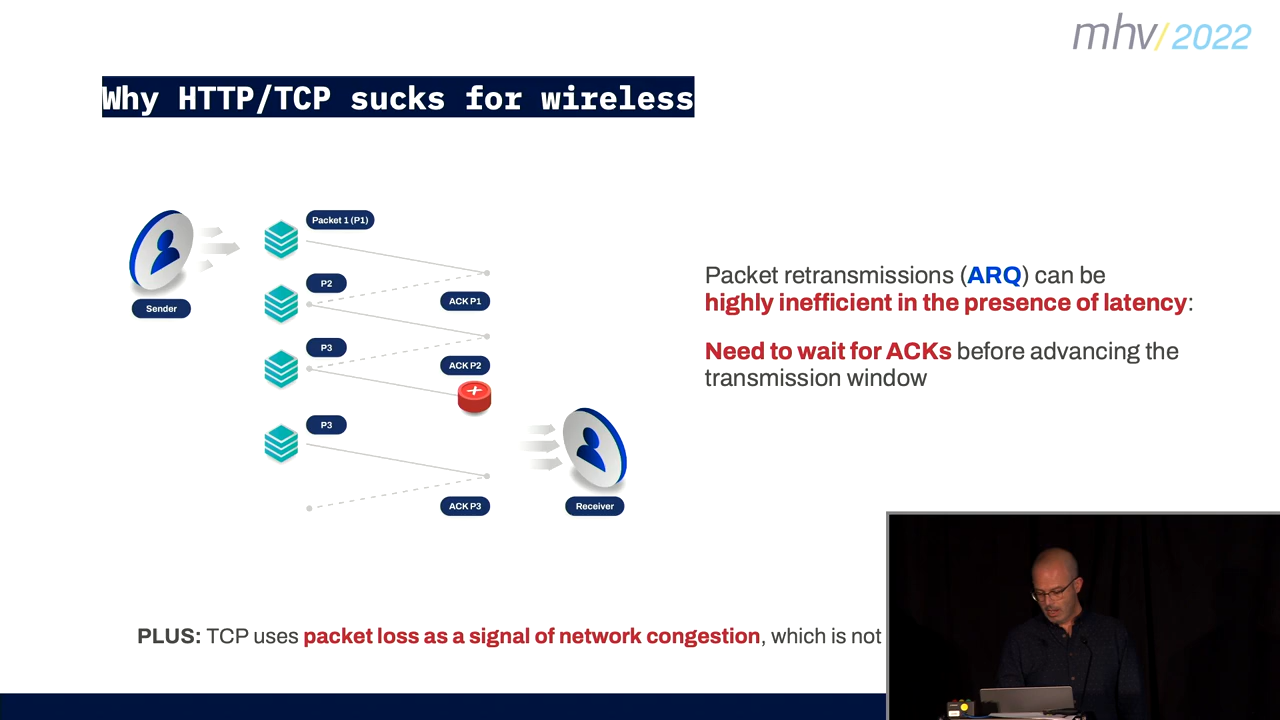 mhv/2022
Why HTTP/TCP sucks for wireless
Packet 1 (P1)
P2
ACK P1
Sender
P3
ACK P2
P3
ACK P3
Receiver
Packet retransmissions (ARQ) can be
highly inefficient in the presence of latency:
Need to wait for ACKs before advancing the
transmission window
PLUS: TCP uses packet loss as a signal of network congestion, which is not